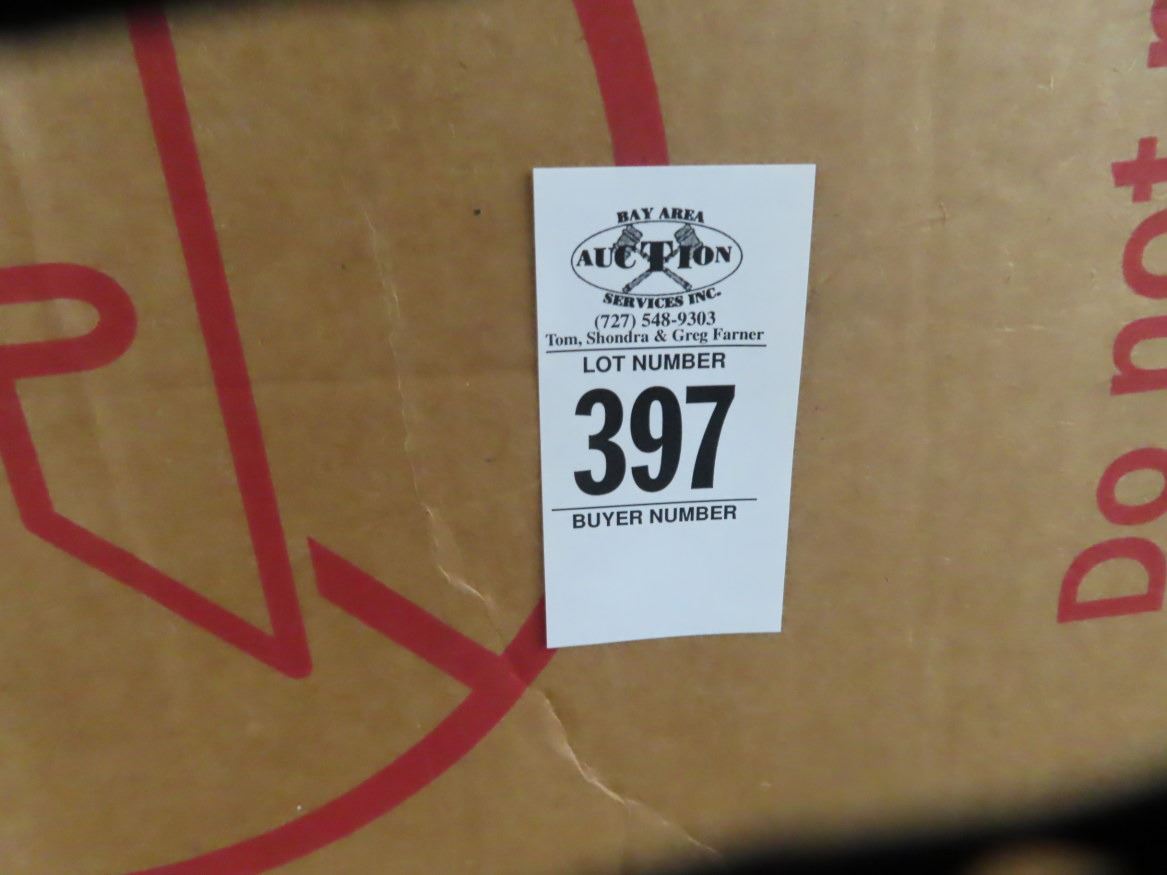 BAY AREA
AUCTION
SERVICES INC.
(727) 548-9303
Tom, Shondra & Greg Farner
LOT NUMBER
397
BUYER NUMBER
Do not